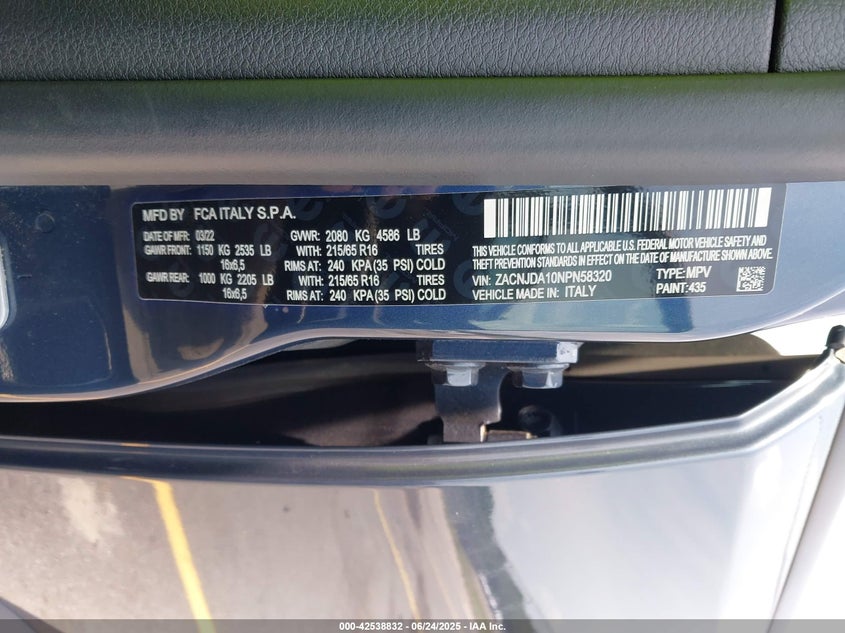 MFD BY FCA ITALY S.P.A.
DATE OF MFR: 03/22 GVWR: 2080 KG 4586 LB
GAWR FRONT: 1150 KG 2535 LB WITH: 215/65 R16 TIRES
16x6,5 RIMS AT: 240 KPA (35 PSI) COLD
GAWR REAR: 1000 KG 2205 LB WITH: 215/65 R16 TIRES
16x6,5 RIMS AT: 240 KPA (35 PSI) COLD
THIS VEHICLE CONFORMS TO ALL APPLICABLE U.S. FEDERAL MOTOR VEHICLE SAFETY AND
THEFT PREVENTION STANDARDS IN EFFECT ON THE DATE OF MANUFACTURE SHOWN ABOVE.
VIN: ZACNJDA10NPN58320 TYPE: MPV
VEHICLE MADE IN: ITALY PAINT: 435
000-42538832 - 06/24/2025 - IAA Inc.